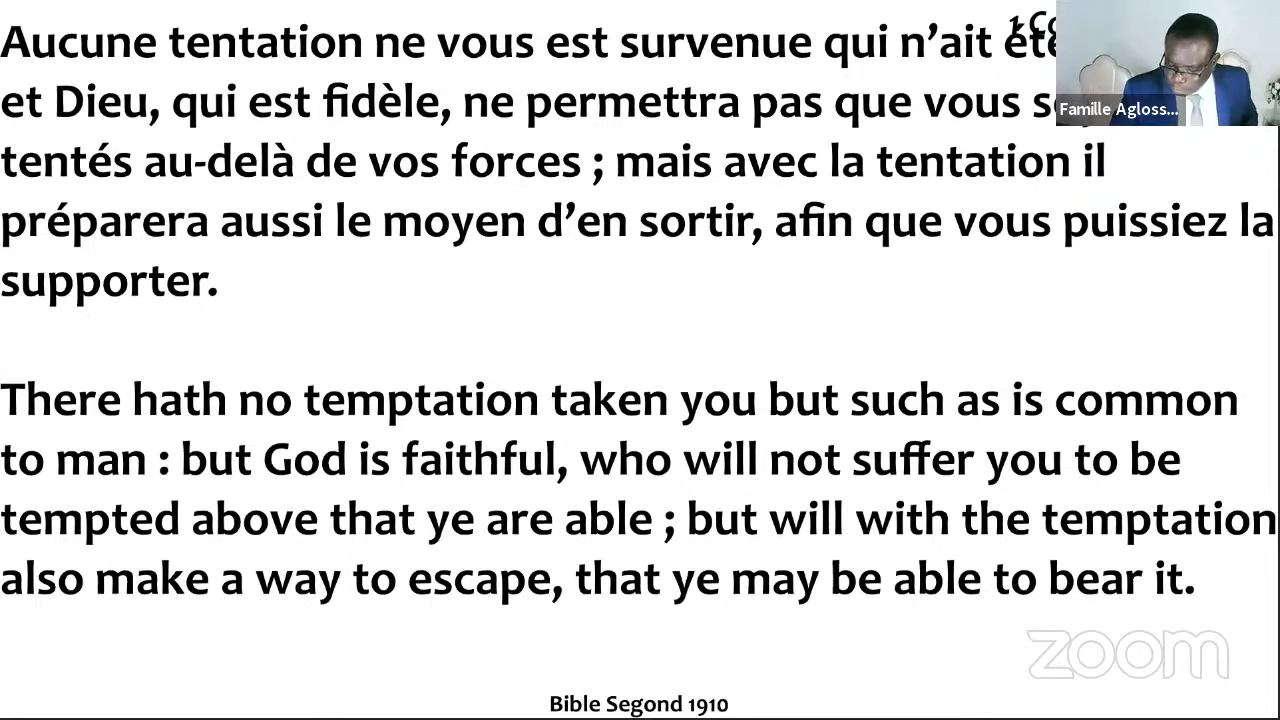 1 Co
Aucune tentation ne vous est survenue qui n’ait été
et Dieu, qui est fidèle, ne permettra pas que vous
tentés au-delà de vos forces ; mais avec la tentation il
préparera aussi le moyen d’en sortir, afin que vous puissiez la
supporter.
There hath no temptation taken you but such as is common
to man : but God is faithful, who will not suffer you to be
tempted above that ye are able ; but will with the temptation
also make a way to escape, that ye may be able to bear it.
Bible Segond 1910
Famille Agloss...
zoom